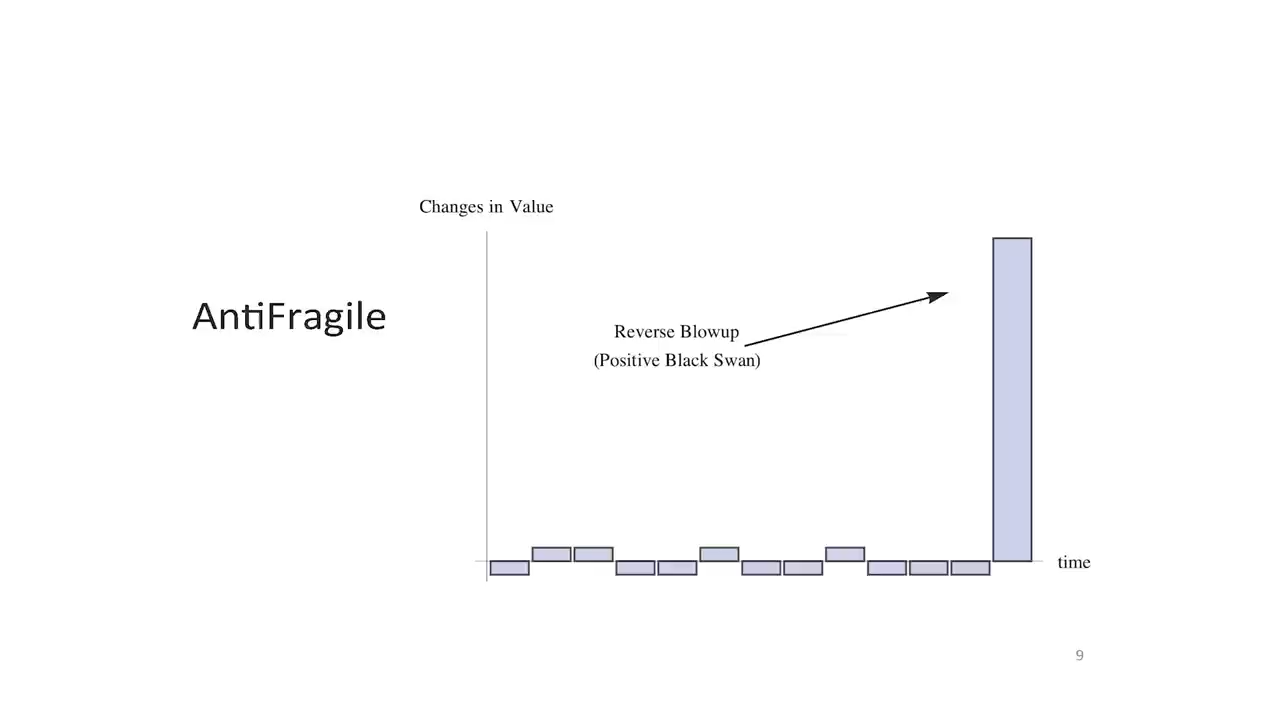 Changes in Value
AntiFragile
Reverse Blowup
(Positive Black Swan)
time
9